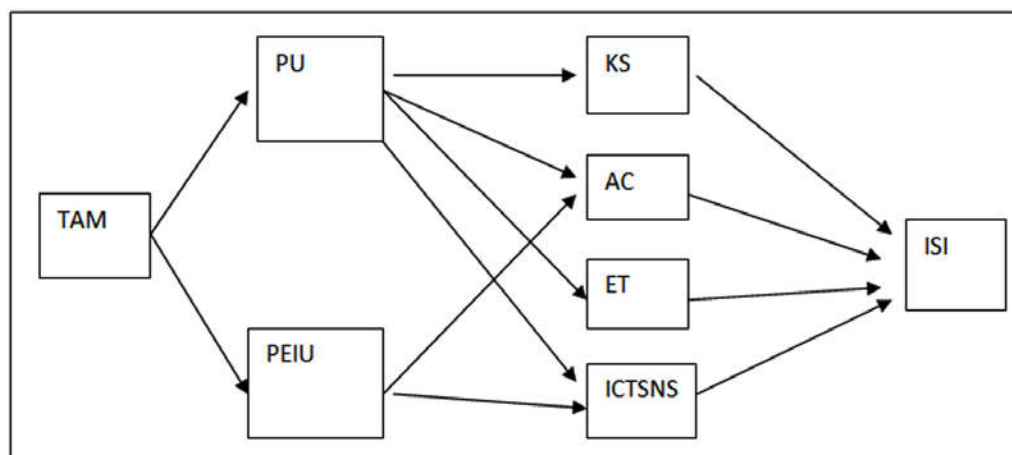 PU
KS
AC
TAM
ISI
ET
PEIU
ICTSNS